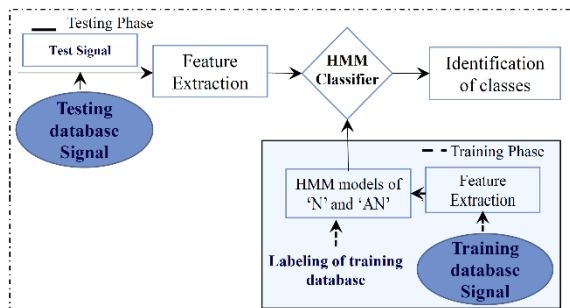 Testing Phase
Test Signal
Feature
Extraction
HMM
Classifier
Identification
of classes
Testing
database
Signal
Training Phase
HMM models of
‘N’ and ‘AN’
Feature
Extraction
Labeling of training
database
Training
database
Signal